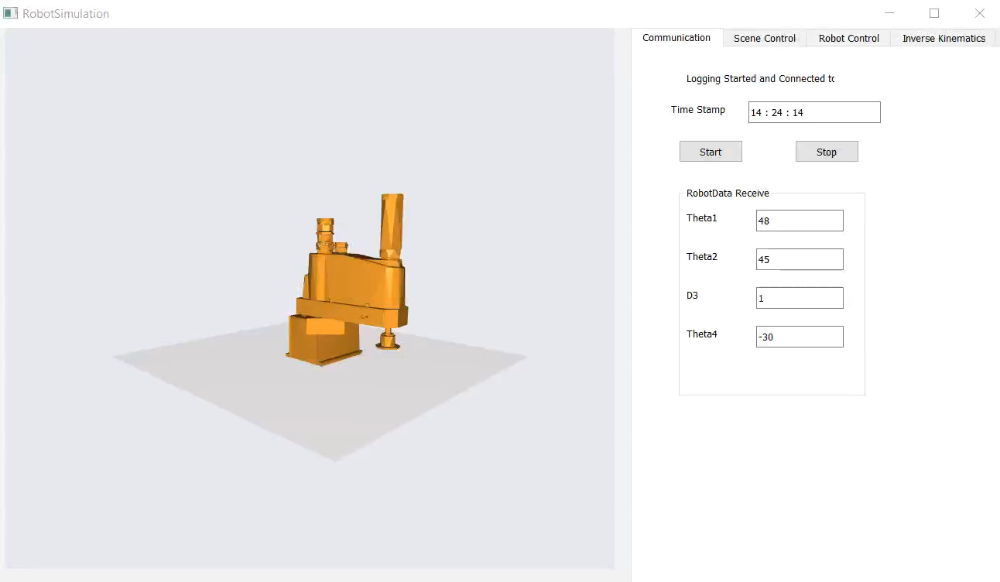 RobotSimulation
Communication Scene Control Robot Control Inverse Kinematics
Logging Started and Connected to
Time Stamp 14 : 24 : 14
Start Stop
RobotData Receive
Theta1 48
Theta2 45
D3 1
Theta4 -30